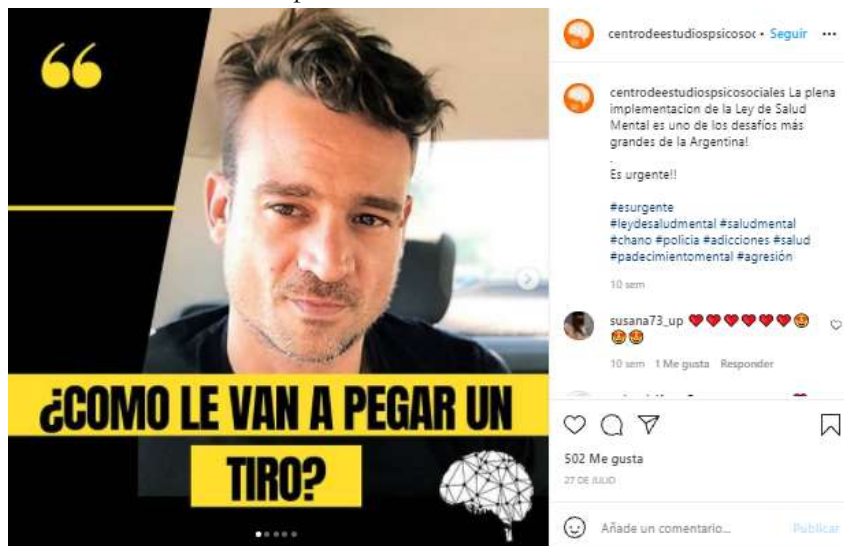 ¿COMO LE VAN A PEGAR UN
TIRO?
centrodeestudiospsicosoc • Seguir
centrodeestudiospsicosociales La plena
implementacion de la Ley de Salud
Mental es uno de los desafíos más
grandes de la Argentina!
.
Es urgente!!
#esurgente
#leydesaludmental #saludmental
#chano #policia #adicciones #salud
#padecimientomental #agresión
10 sem
susana73_up
10 sem 1 Me gusta Responder
502 Me gusta
27 DE JULIO
Añade un comentario... Publicar